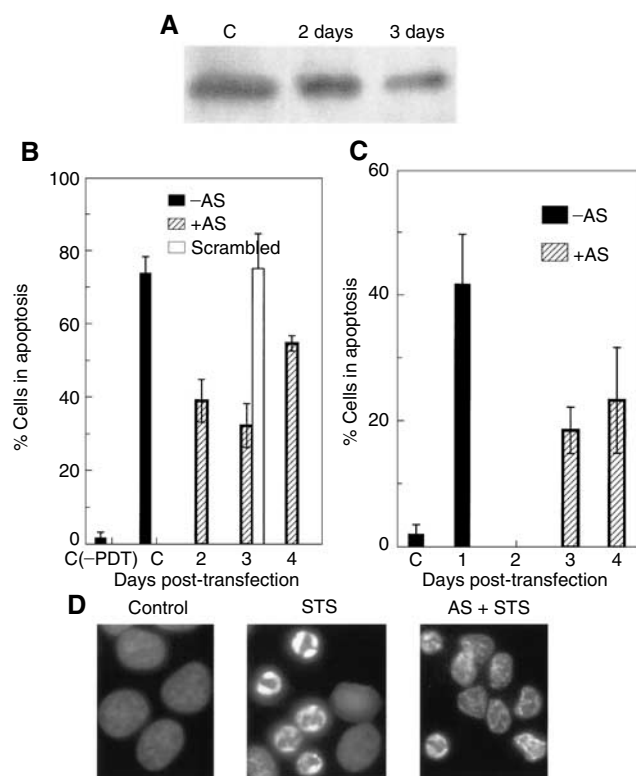 A
C 2 days 3 days
B
100
80
60
40
20
0
% Cells in apoptosis
−AS
+AS
Scrambled
C(−PDT) C 2 3 4
Days post-transfection
C
60
40
20
0
% Cells in apoptosis
−AS
+AS
C 1 2 3 4
Days post-transfection
D
Control STS AS + STS